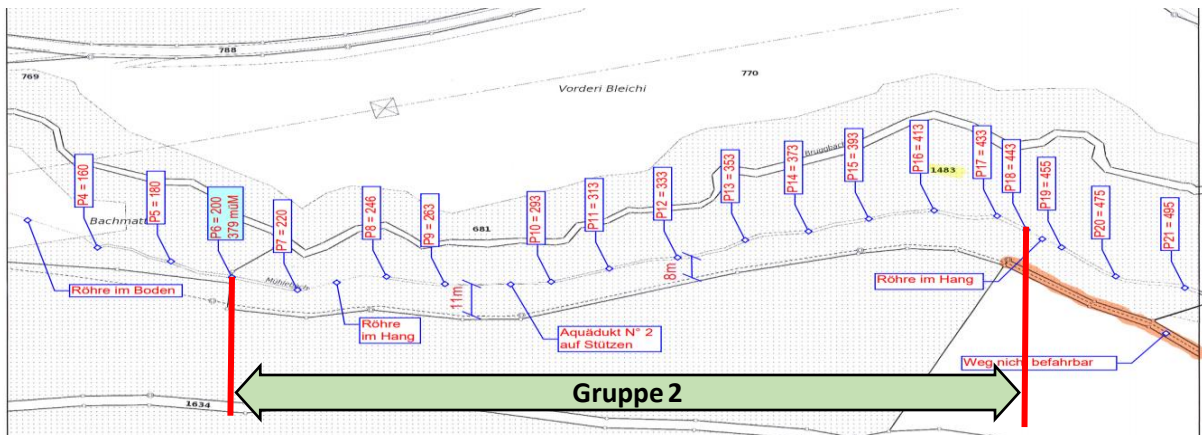 788
769
770
Vorderi Bleichi
P4 = 160
P5 = 180
P6 = 200
379 müM
P7 = 220
P8 = 246
P9 = 263
P10 = 293
P11 = 313
P12 = 333
P13 = 353
P14 = 373
P15 = 393
P16 = 413
P17 = 433
P18 = 443
P19 = 455
P20 = 475
P21 = 495
1483
681
Röhre im Boden
Röhre
im Hang
11m
8m
Aquädukt N° 2
auf Stützen
Röhre im Hang
Weg nicht befahrbar
Gruppe 2
1634